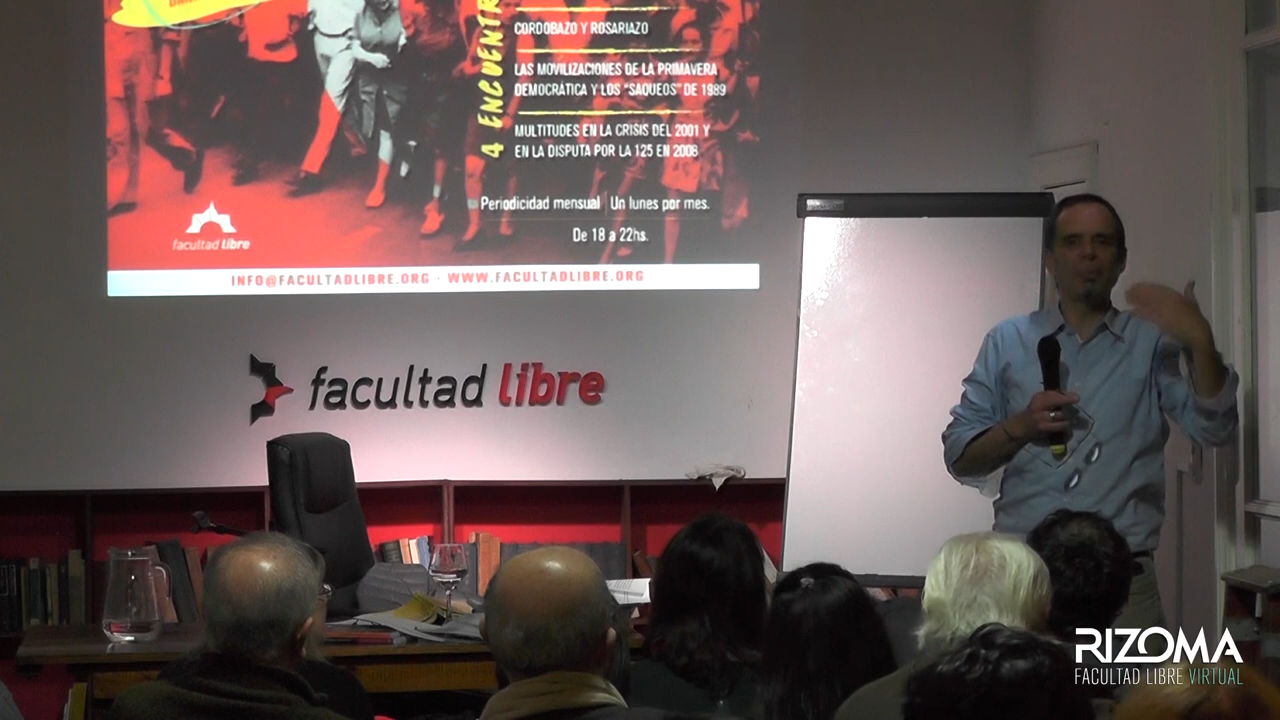 4 ENCUENTR
CORDOBAZO Y ROSARIAZO
LAS MOVILIZACIONES DE LA PRIMAVERA
DEMOCRÁTICA Y LOS "SAQUEOS" DE 1989
MULTITUDES EN LA CRISIS DEL 2001 Y
EN LA DISPUTA POR LA 125 EN 2008
Periodicidad mensual | Un lunes por mes.
De 18 a 22hs.
facultad libre
INFO@FACULTADLIBRE.ORG - WWW.FACULTADLIBRE.ORG
facultad libre
RIZOMA
FACULTAD LIBRE VIRTUAL